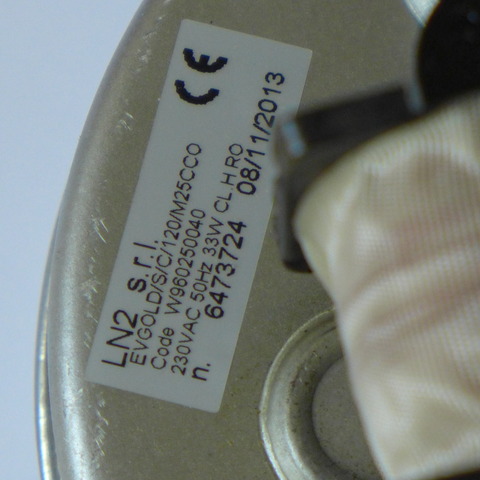 LN2 s.r.l.
EVGOLD/S/C/120/M25CCO
Code W960250040
230VAC 50Hz 33W CL.H RO
n. 6473724 08/11/2013
CE